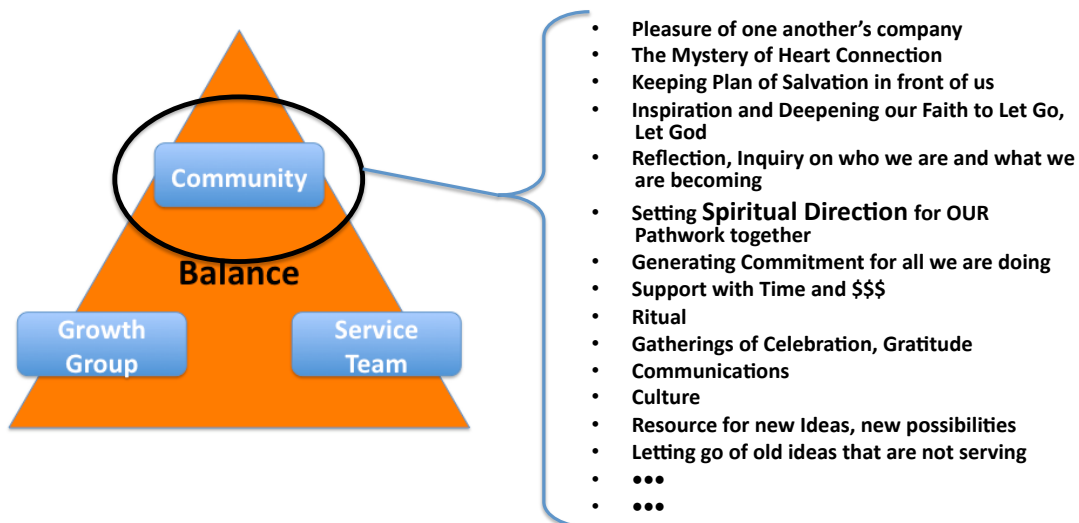 Community
Balance
Growth
Group
Service
Team
• Pleasure of one another’s company
• The Mystery of Heart Connection
• Keeping Plan of Salvation in front of us
• Inspiration and Deepening our Faith to Let Go,
Let God
• Reflection, Inquiry on who we are and what we
are becoming
• Setting Spiritual Direction for OUR
Pathwork together
• Generating Commitment for all we are doing
• Support with Time and $$$
• Ritual
• Gatherings of Celebration, Gratitude
• Communications
• Culture
• Resource for new Ideas, new possibilities
• Letting go of old ideas that are not serving
• •••
• •••